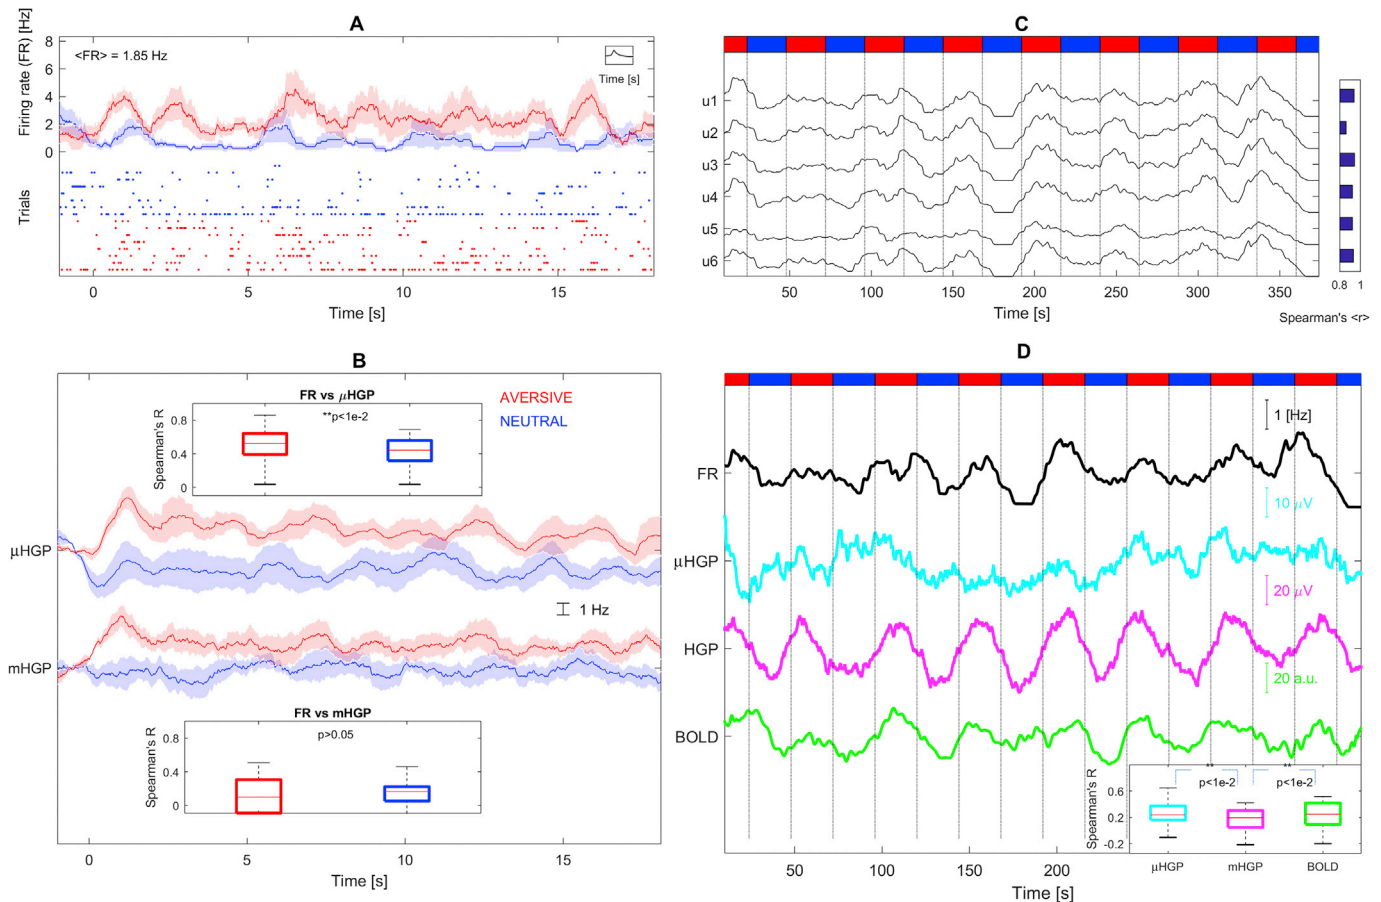 A
Firing rate (FR) [Hz]
8
6
4
2
0
<FR> = 1.85 Hz
Time [s]
Trials
0
5
10
15
Time [s]
C
u1
u2
u3
u4
u5
u6
50
100
150
200
250
300
350
Time [s]
0.8
1
Spearman's <r>
B
FR vs μHGP
**p<1e-2
Spearman's R
0.8
0.4
0
AVERSIVE
NEUTRAL
μHGP
1 Hz
mHGP
FR vs mHGP
p>0.05
Spearman's R
0.8
0.4
0
0
5
10
15
Time [s]
D
1 [Hz]
FR
10 μV
μHGP
20 μV
HGP
20 a.u.
BOLD
**
**
p<1e-2
p<1e-2
Spearman's R
0.6
0.2
-0.2
μHGP
mHGP
BOLD
50
100
150
200
Time [s]